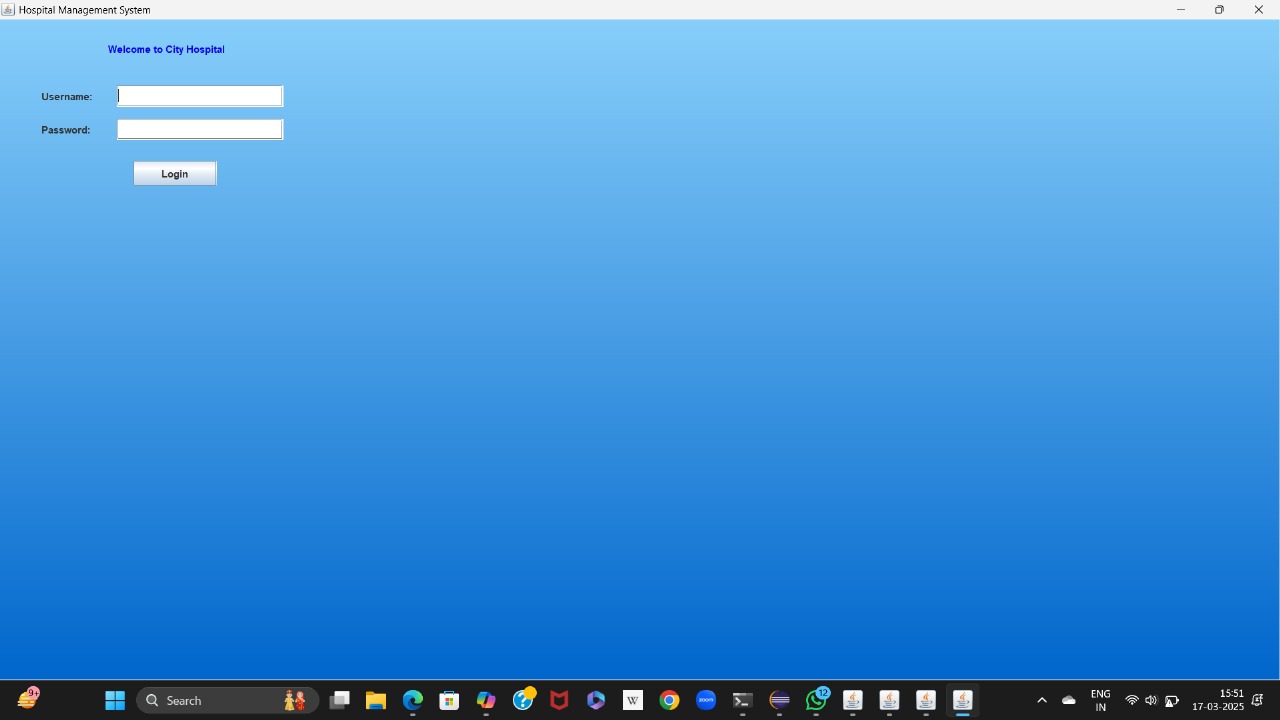 Hospital Management System
Welcome to City Hospital
Username:
Password:
Login
9+
Search
W
zoom
12
ENG
IN
15:51
17-03-2025